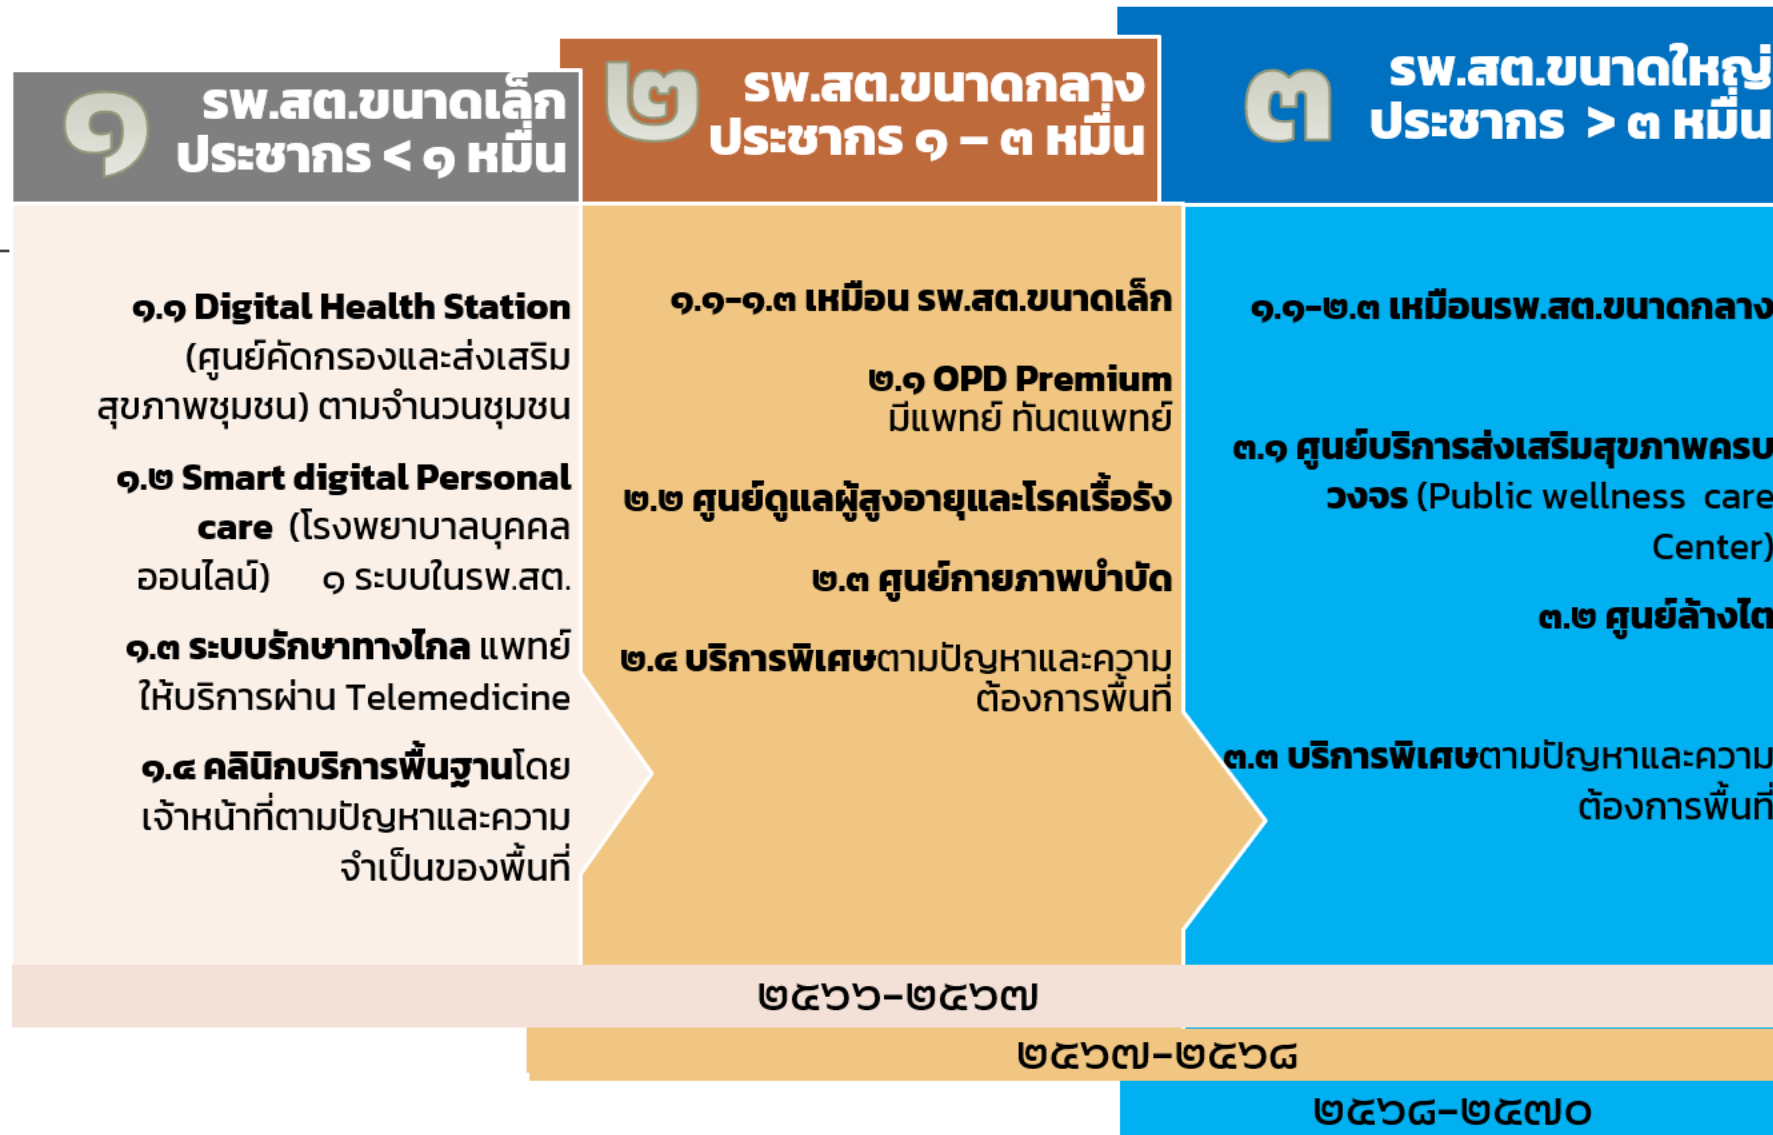 ๑
รพ.สต.ขนาดเล็ก
ประชากร < ๑ หมื่น
๑.๑ Digital Health Station
(ศูนย์คัดกรองและส่งเสริม
สุขภาพชุมชน) ตามจำนวนชุมชน
๑.๒ Smart digital Personal
care (โรงพยาบาลบุคคล
ออนไลน์) ๑ ระบบในรพ.สต.
๑.๓ ระบบรักษาทางไกล แพทย์
ให้บริการผ่าน Telemedicine
๑.๔ คลินิกบริการพื้นฐานโดย
เจ้าหน้าที่ตามปัญหาและความ
จำเป็นของพื้นที่
๒
รพ.สต.ขนาดกลาง
ประชากร ๑ – ๓ หมื่น
๑.๑-๑.๓ เหมือน รพ.สต.ขนาดเล็ก
๒.๑ OPD Premium
มีแพทย์ ทันตแพทย์
๒.๒ ศูนย์ดูแลผู้สูงอายุและโรคเรื้อรัง
๒.๓ ศูนย์กายภาพบำบัด
๒.๔ บริการพิเศษตามปัญหาและความ
ต้องการพื้นที่
๓
รพ.สต.ขนาดใหญ่
ประชากร > ๓ หมื่น
๑.๑-๒.๓ เหมือนรพ.สต.ขนาดกลาง
๓.๑ ศูนย์บริการส่งเสริมสุขภาพครบ
วงจร (Public wellness care
Center)
๓.๒ ศูนย์ล้างไต
๓.๓ บริการพิเศษตามปัญหาและความ
ต้องการพื้นที่
๒๕๖๖-๒๕๖๗
๒๕๖๗-๒๕๖๘
๒๕๖๘-๒๕๗๐